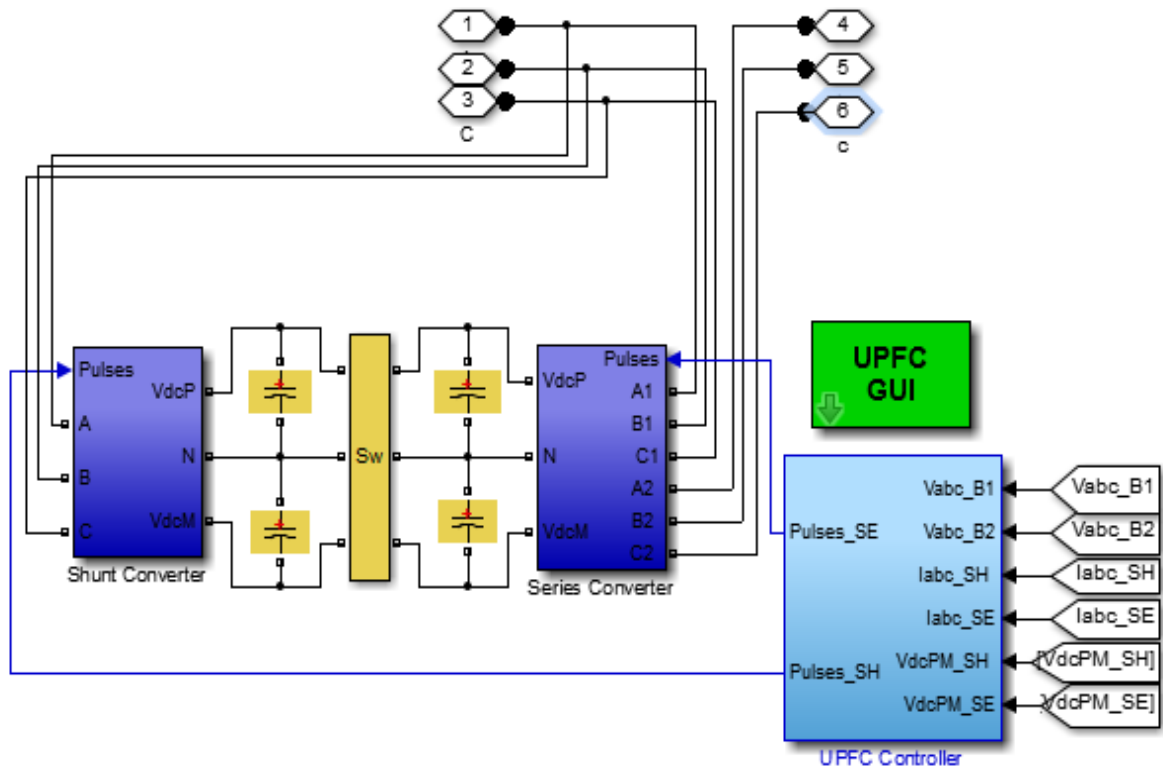 1
4
2
5
3
6
C
c
Pulses
VdcP
A
N
B
VdcM
C
Shunt Converter
Sw
Pulses
VdcP
A1
B1
N
C1
A2
VdcM
B2
C2
Series Converter
UPFC
GUI
Vabc_B1
Pulses_SE
Vabc_B2
Iabc_SH
Iabc_SE
VdcPM_SH
Pulses_SH
VdcPM_SE
UPFC Controller
Vabc_B1
Vabc_B2
Iabc_SH
Iabc_SE
[VdcPM_SH]
[VdcPM_SE]